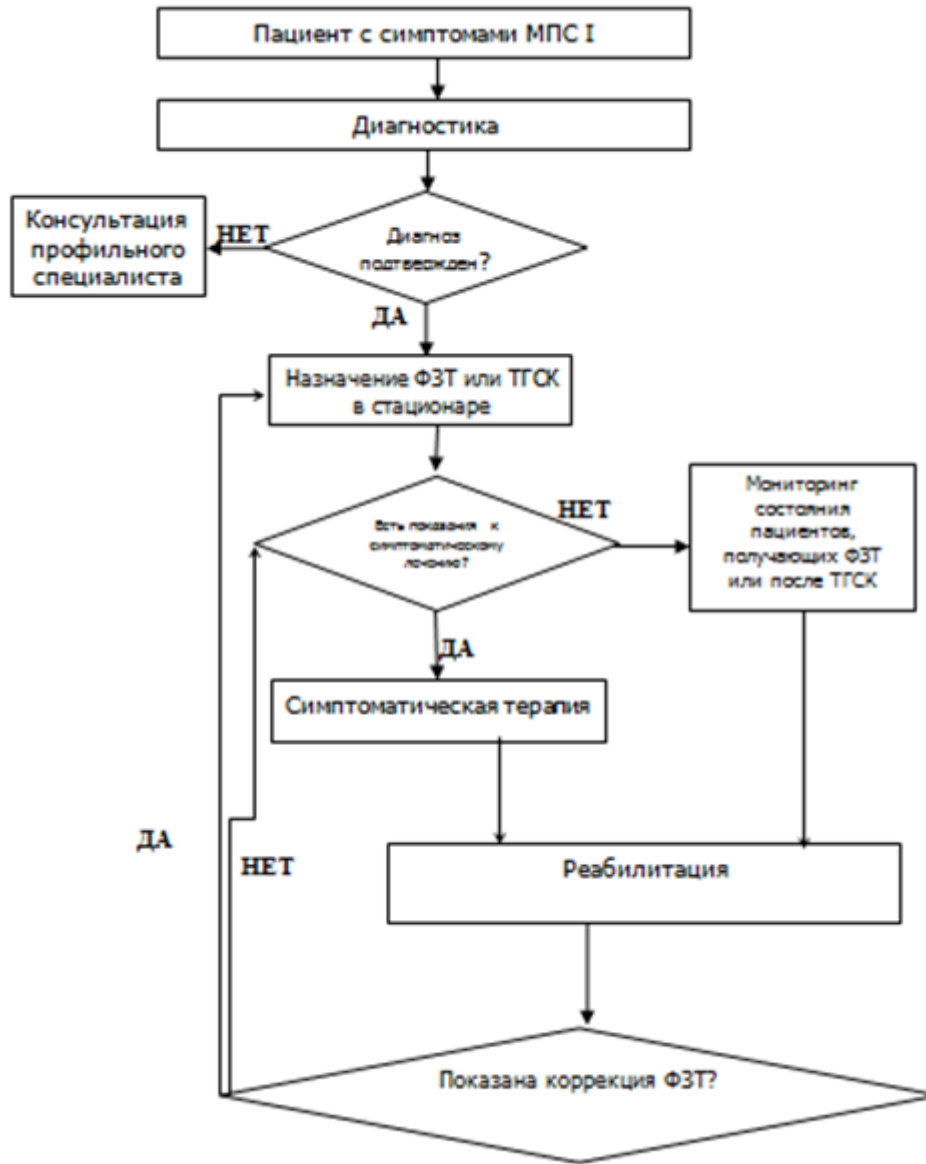 Пациент с симптомами МПС I
Диагностика
Консультация
профильного
специалиста
НЕТ
Диагноз
подтвержден?
ДА
Назначение ФЗТ или ТГСК
в стационаре
Есть показания к
симптоматическому
лечению?
НЕТ
Мониторинг
состояния
пациентов,
получающих ФЗТ
или после ТГСК
ДА
Симптоматическая терапия
ДА
НЕТ
Реабилитация
Показана коррекция ФЗТ?